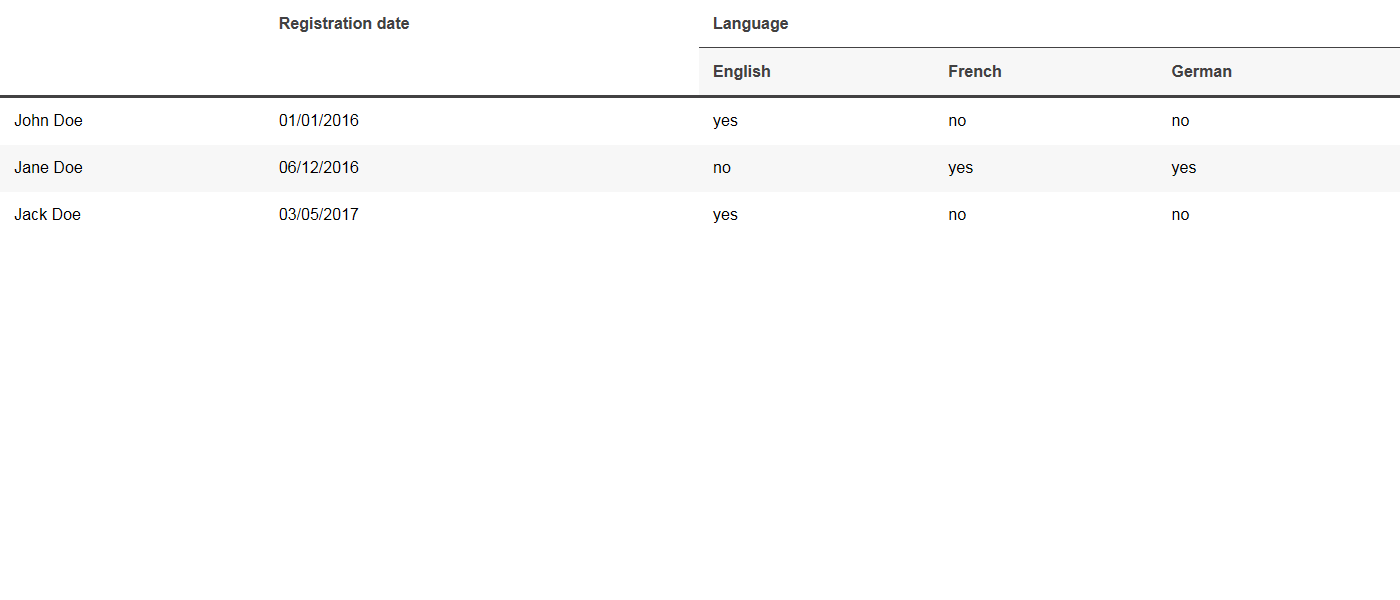 Registration date Language
English French German
John Doe 01/01/2016 yes no no
Jane Doe 06/12/2016 no yes yes
Jack Doe 03/05/2017 yes no no